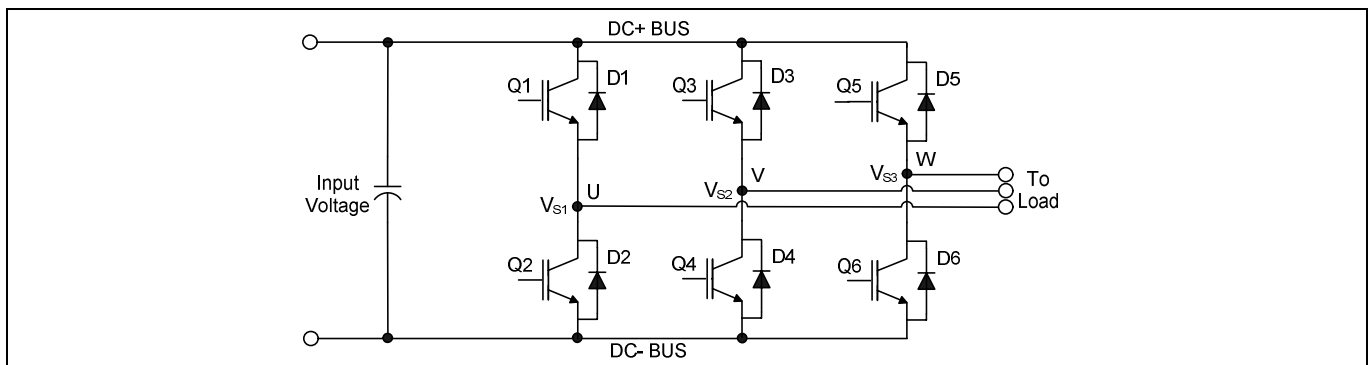 DC+ BUS
Q1
D1
Q3
D3
Q5
D5
Input
Voltage
VS1
U
VS2
V
VS3
W
To
Load
Q2
D2
Q4
D4
Q6
D6
DC- BUS